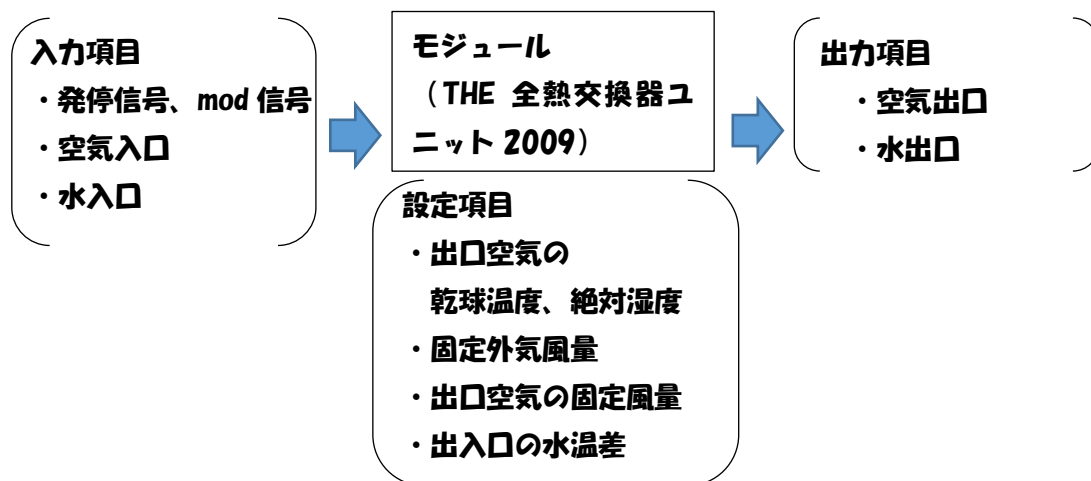 入力項目
・発停信号、mod 信号
・空気入口
・水入口
モジュール
（THE 全熱交換器ユ
ニット 2009）
設定項目
・出口空気の
乾球温度、絶対湿度
・固定外気風量
・出口空気の固定風量
・出入口の水温差
出力項目
・空気出口
・水出口